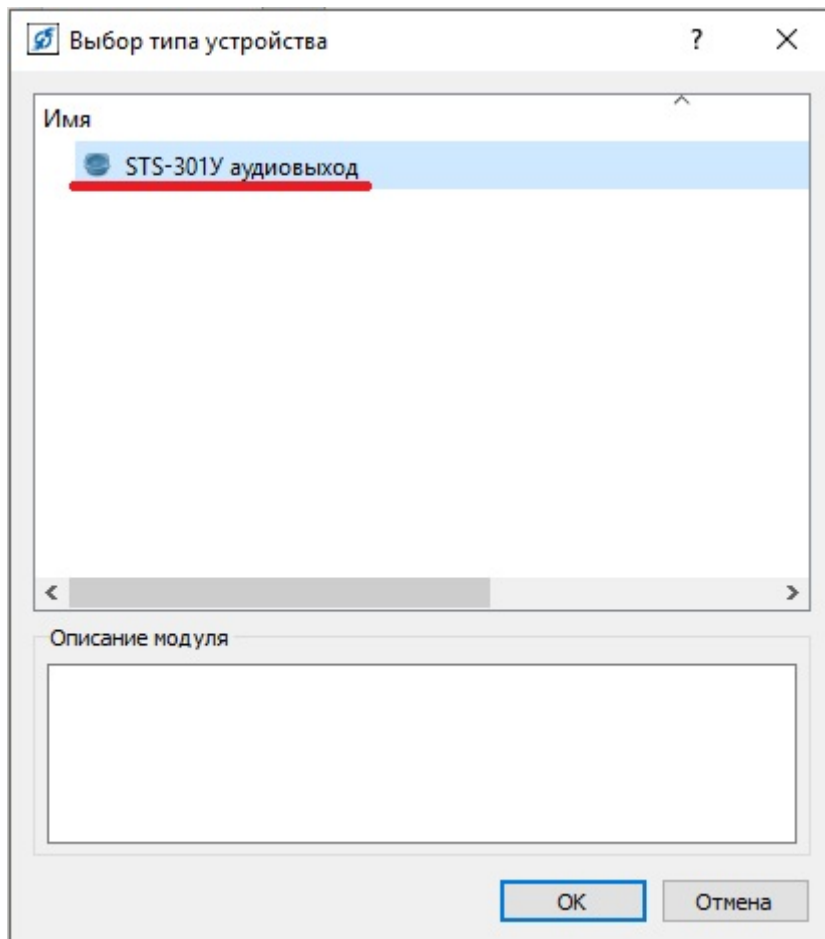 Выбор типа устройства
?
Имя
STS-301У аудиовыход
Описание модуля
OK
Отмена